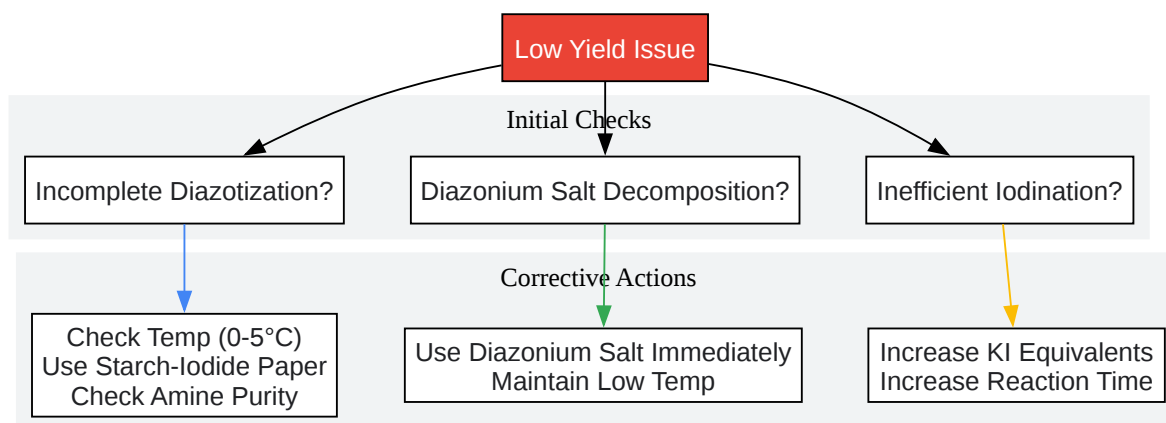 Low Yield Issue
Initial Checks
Incomplete Diazotization?
Diazonium Salt Decomposition?
Inefficient Iodination?
Corrective Actions
Check Temp (0-5°C)
Use Starch-Iodide Paper
Check Amine Purity
Use Diazonium Salt Immediately
Maintain Low Temp
Increase KI Equivalents
Increase Reaction Time